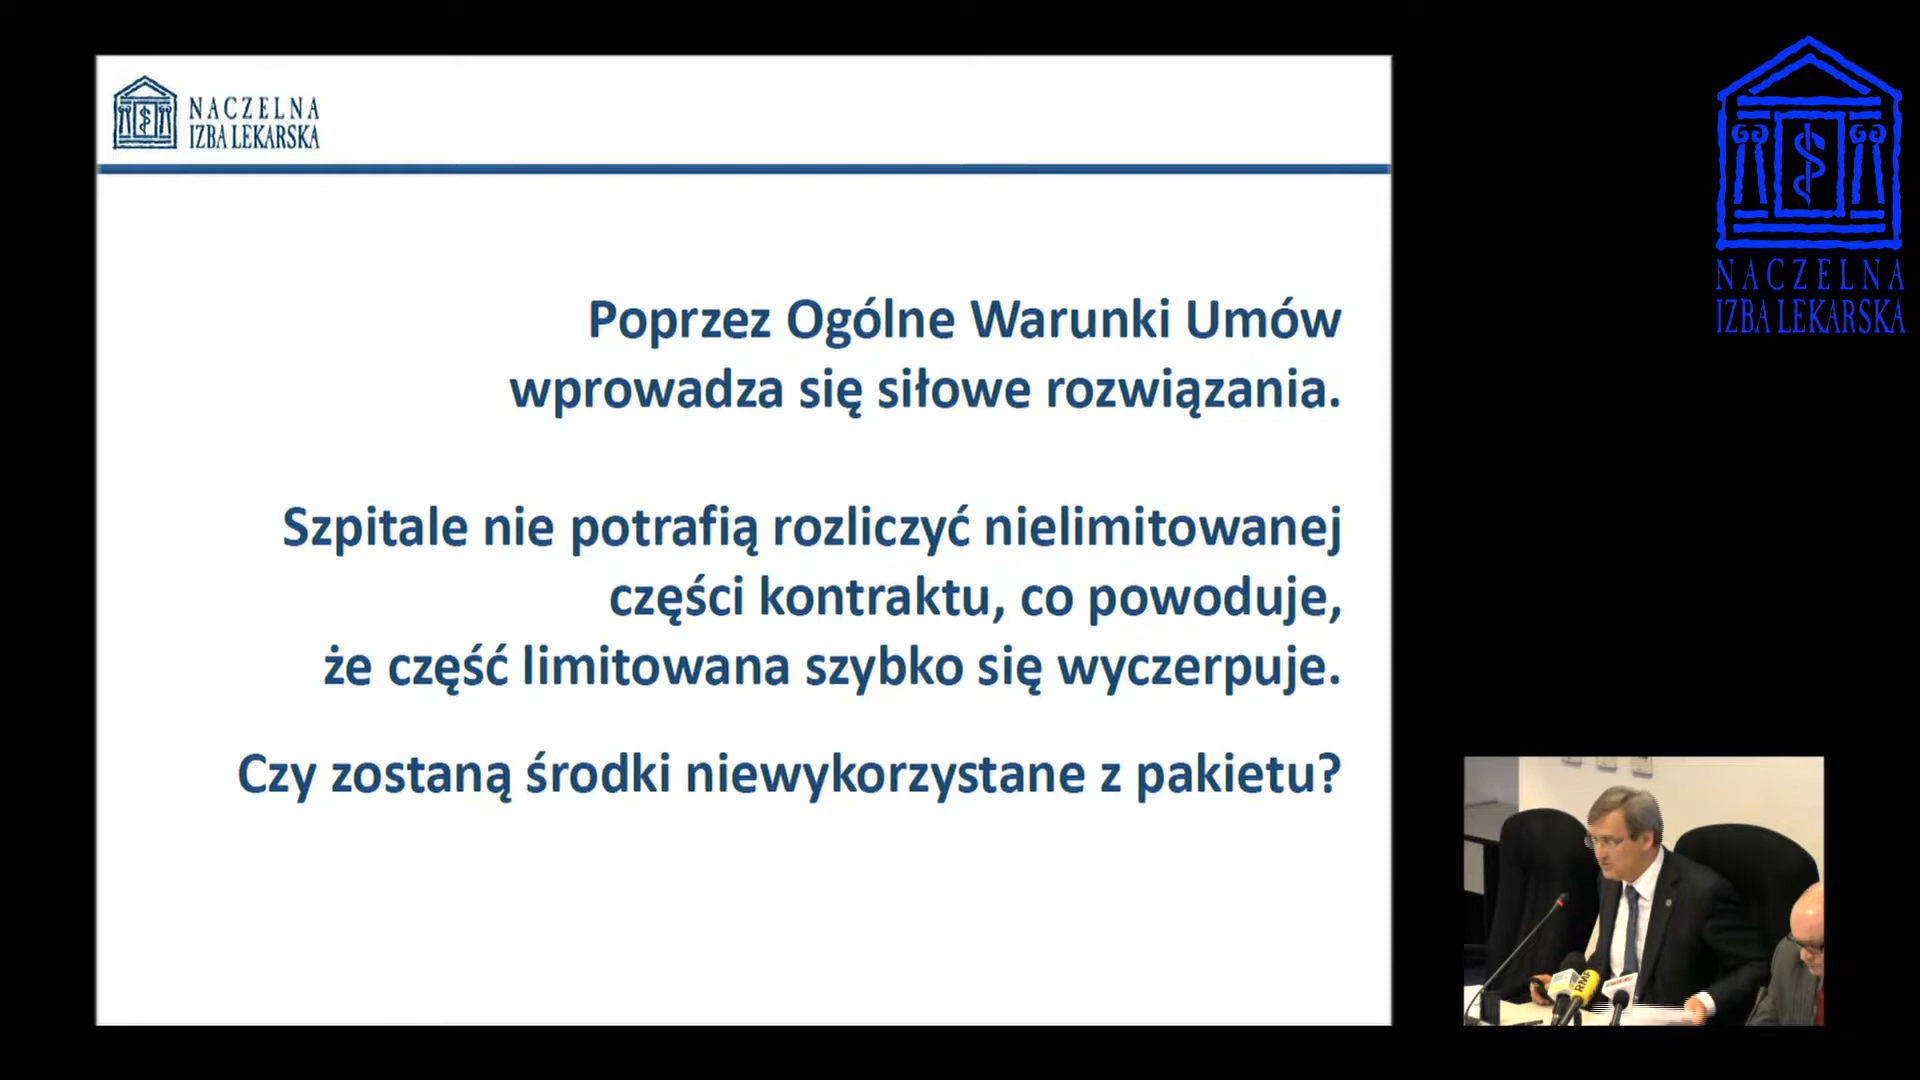 NACZELNA
IZBA LEKARSKA
Poprzez Ogólne Warunki Umów
wprowadza się siłowe rozwiązania.
Szpitale nie potrafią rozliczyć nielimitowanej
części kontraktu, co powoduje,
że część limitowana szybko się wyczerpuje.
Czy zostaną środki niewykorzystane z pakietu?
NACZELNA
IZBA LEKARSKA
RMF